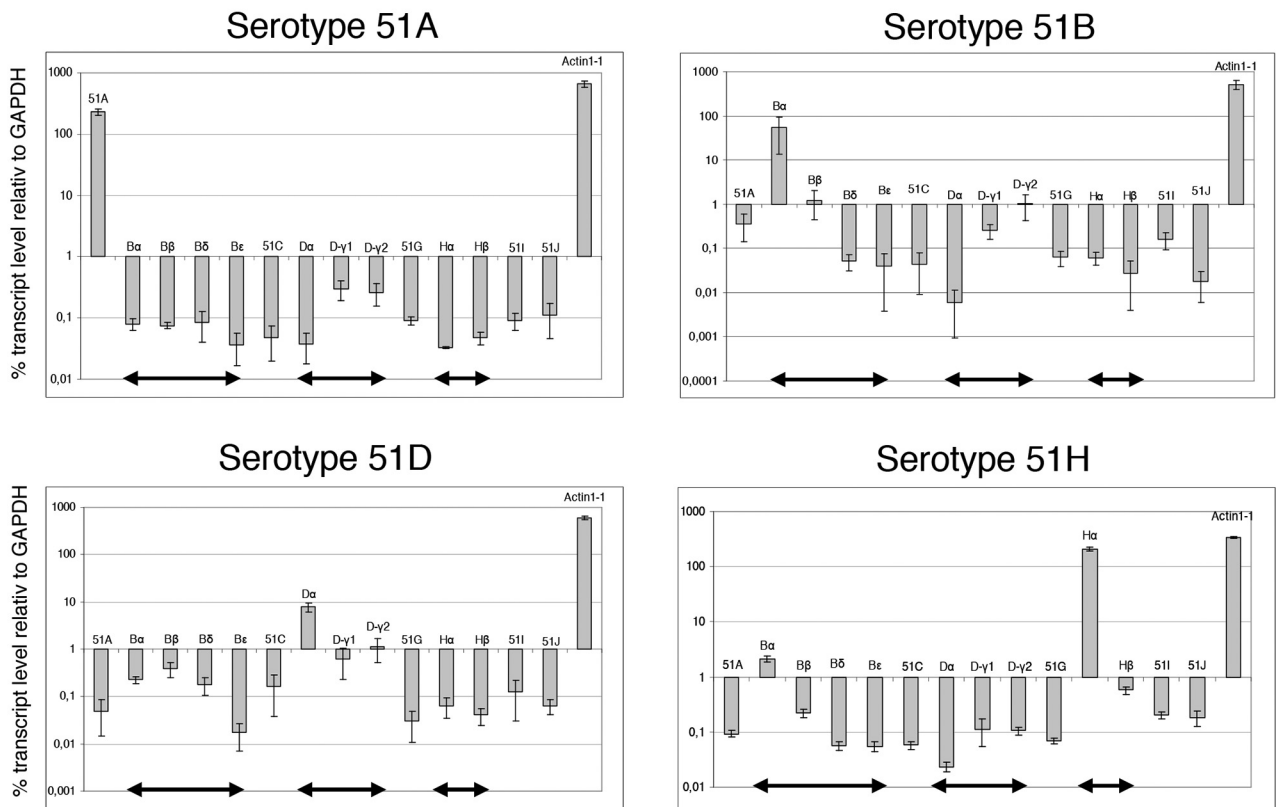 Serotype 51A
% transcript level relativ to GAPDH
Actin1-1
1000
51A
100
10
Bα Bβ Bδ Bε 51C Dα D-γ1 D-γ2 51G Hα Hβ 51I 51J
1
0,1
0,01
Serotype 51B
Actin1-1
1000
Bα
100
10
Bβ D-γ2
51A Bδ Bε 51C Dα D-γ1 51G Hα Hβ 51I 51J
1
0,1
0,01
0,001
0,0001
Serotype 51D
% transcript level relativ to GAPDH
Actin1-1
1000
100
Dα
10
D-γ2
51A Bα Bβ Bδ Bε 51C D-γ1 51G Hα Hβ 51I 51J
1
0,1
0,01
0,001
Serotype 51H
1000
Actin1-1
Hα
100
10
Bα
51A Bβ Bδ Bε 51C Dα D-γ1 D-γ2 51G Hβ 51I 51J
1
0,1
0,01